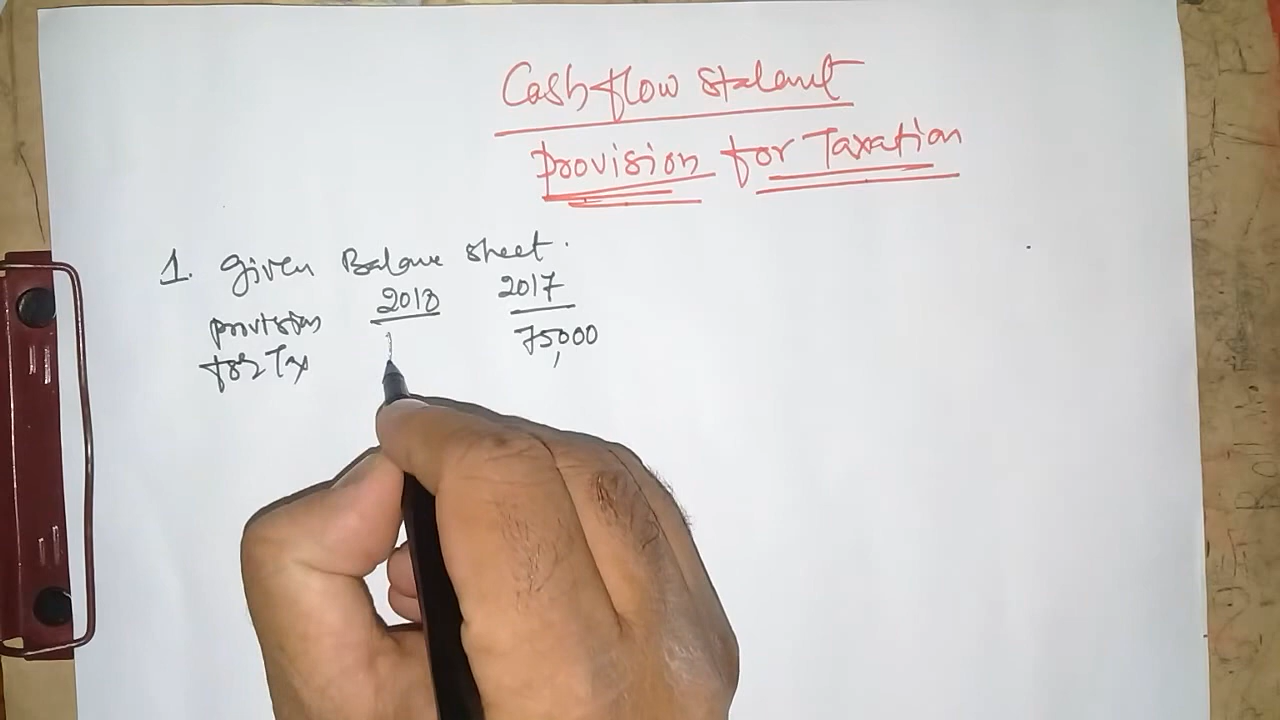 Cash flow Statement
Provision for Taxation
1. Given Balance sheet.
2018 2017
provision 75,000
for Tax